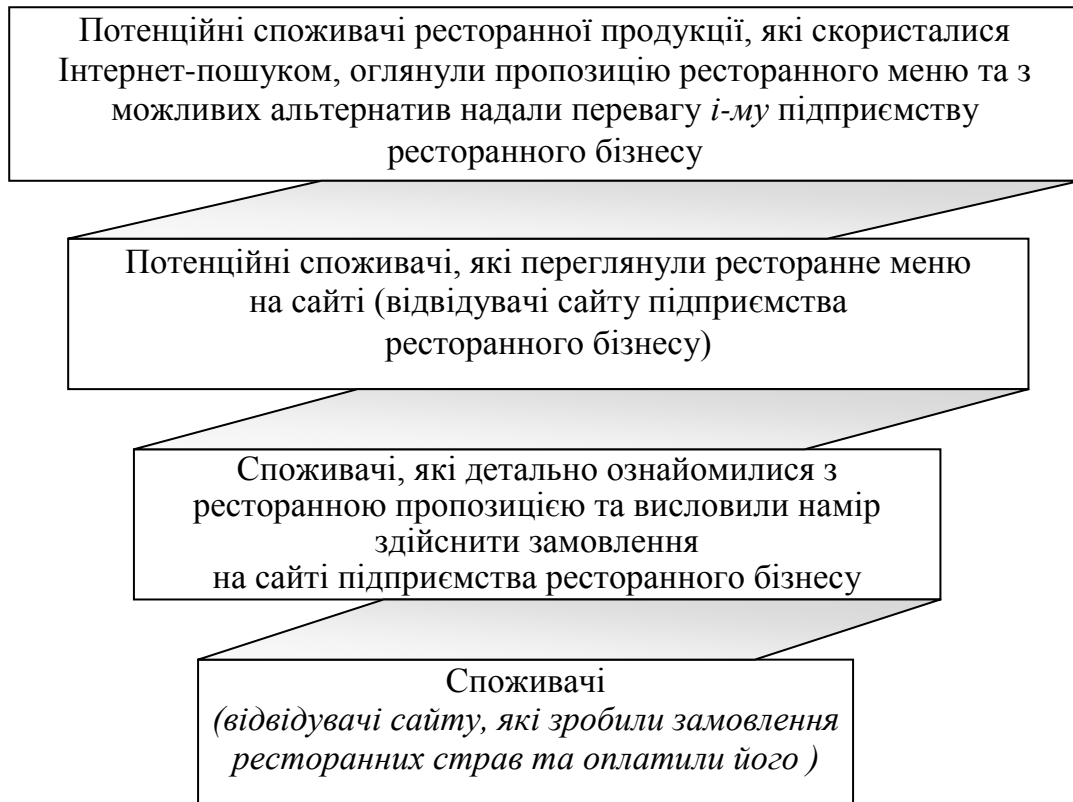 Потенційні споживачі ресторанної продукції, які скористалися
Інтернет-пошуком, оглянули пропозицію ресторанного меню та з
можливих альтернатив надали перевагу і-му підприємству
ресторанного бізнесу
Потенційні споживачі, які переглянули ресторанне меню
на сайті (відвідувачі сайту підприємства
ресторанного бізнесу)
Споживачі, які детально ознайомилися з
ресторанною пропозицією та висловили намір
здійснити замовлення
на сайті підприємства ресторанного бізнесу
Споживачі
(відвідувачі сайту, які зробили замовлення
ресторанних страв та оплатили його )